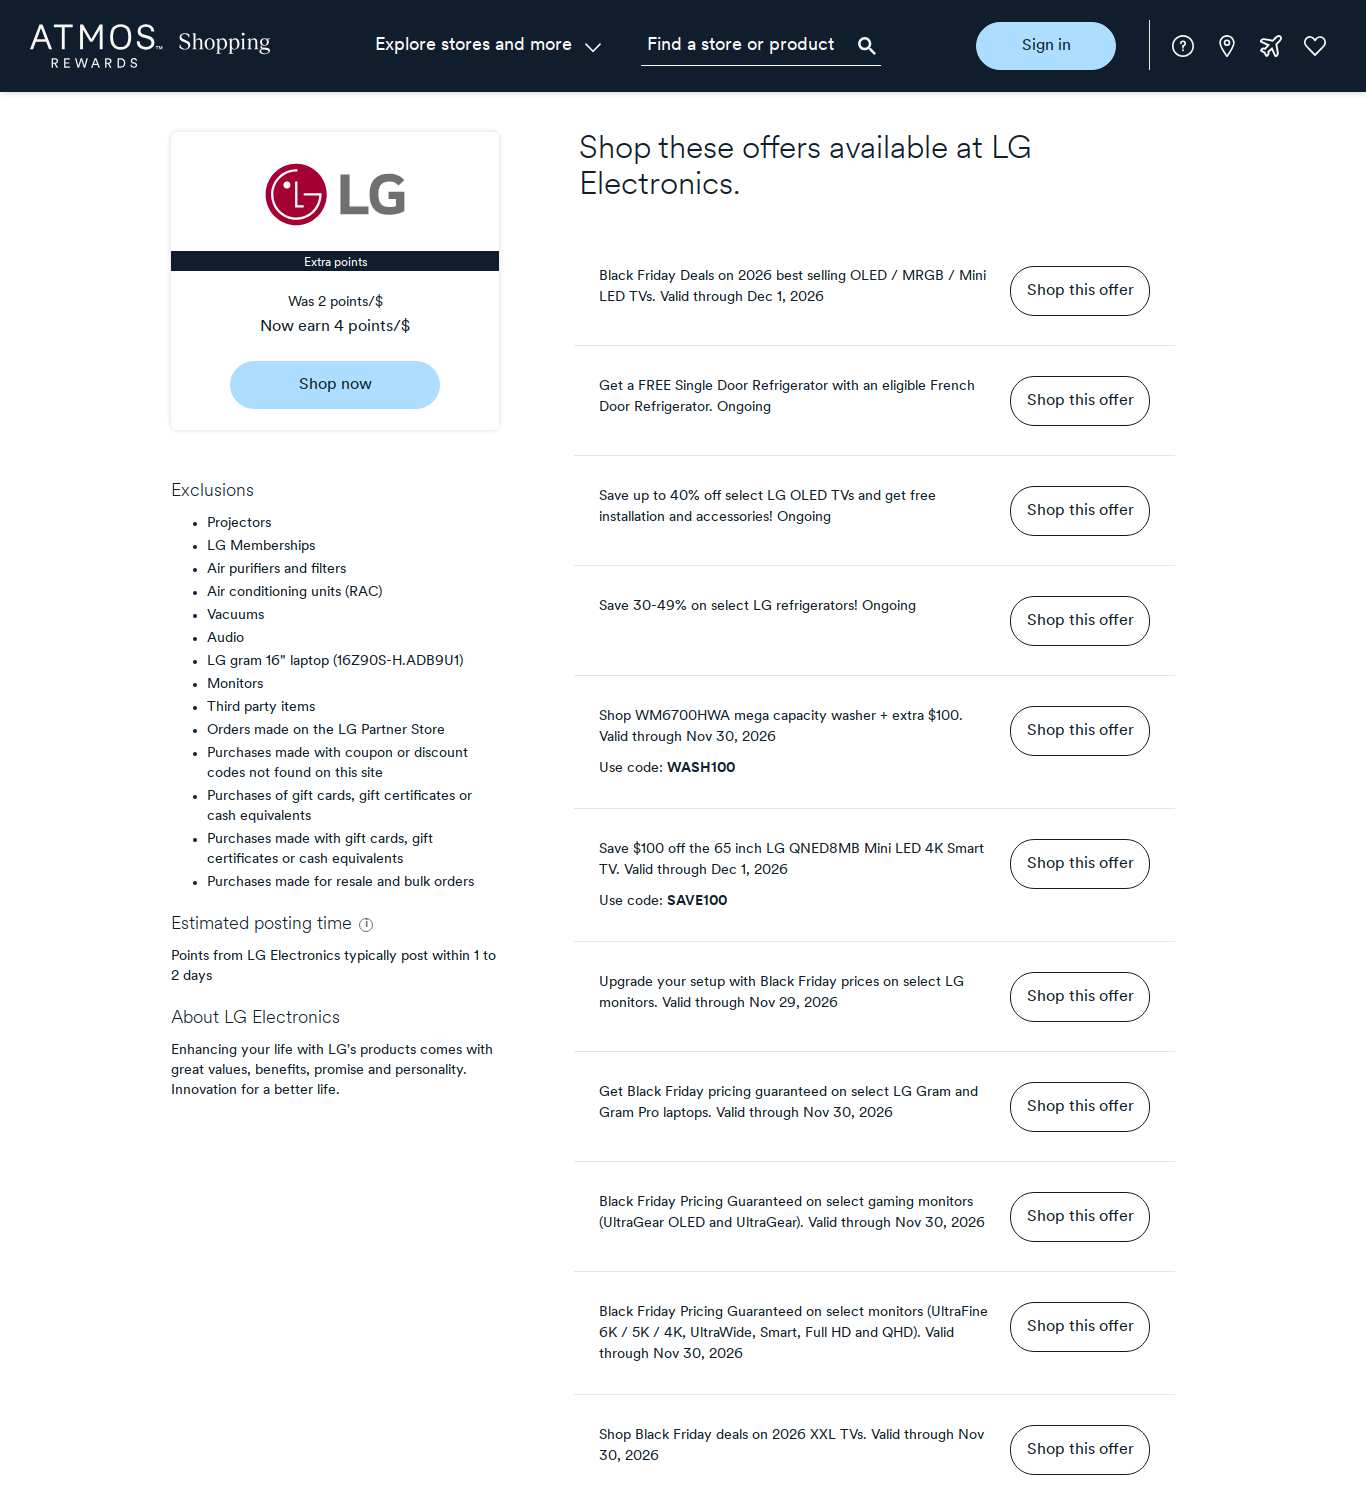 ATMOS™ Shopping
REWARDS
Explore stores and more
Find a store or product
Sign in
LG
Extra points
Was 2 points/$
Now earn 4 points/$
Shop now
Exclusions
• Projectors
• LG Memberships
• Air purifiers and filters
• Air conditioning units (RAC)
• Vacuums
• Audio
• LG gram 16" laptop (16Z90S-H.ADB9U1)
• Monitors
• Third party items
• Orders made on the LG Partner Store
• Purchases made with coupon or discount
codes not found on this site
• Purchases of gift cards, gift certificates or
cash equivalents
• Purchases made with gift cards, gift
certificates or cash equivalents
• Purchases made for resale and bulk orders
Estimated posting time
Points from LG Electronics typically post within 1 to
2 days
About LG Electronics
Enhancing your life with LG's products comes with
great values, benefits, promise and personality.
Innovation for a better life.
Shop these offers available at LG
Electronics.
Black Friday Deals on 2026 best selling OLED / MRGB / Mini
LED TVs. Valid through Dec 1, 2026
Shop this offer
Get a FREE Single Door Refrigerator with an eligible French
Door Refrigerator. Ongoing
Shop this offer
Save up to 40% off select LG OLED TVs and get free
installation and accessories! Ongoing
Shop this offer
Save 30-49% on select LG refrigerators! Ongoing
Shop this offer
Shop WM6700HWA mega capacity washer + extra $100.
Valid through Nov 30, 2026
Use code: WASH100
Shop this offer
Save $100 off the 65 inch LG QNED8MB Mini LED 4K Smart
TV. Valid through Dec 1, 2026
Use code: SAVE100
Shop this offer
Upgrade your setup with Black Friday prices on select LG
monitors. Valid through Nov 29, 2026
Shop this offer
Get Black Friday pricing guaranteed on select LG Gram and
Gram Pro laptops. Valid through Nov 30, 2026
Shop this offer
Black Friday Pricing Guaranteed on select gaming monitors
(UltraGear OLED and UltraGear). Valid through Nov 30, 2026
Shop this offer
Black Friday Pricing Guaranteed on select monitors (UltraFine
6K / 5K / 4K, UltraWide, Smart, Full HD and QHD). Valid
through Nov 30, 2026
Shop this offer
Shop Black Friday deals on 2026 XXL TVs. Valid through Nov
30, 2026
Shop this offer